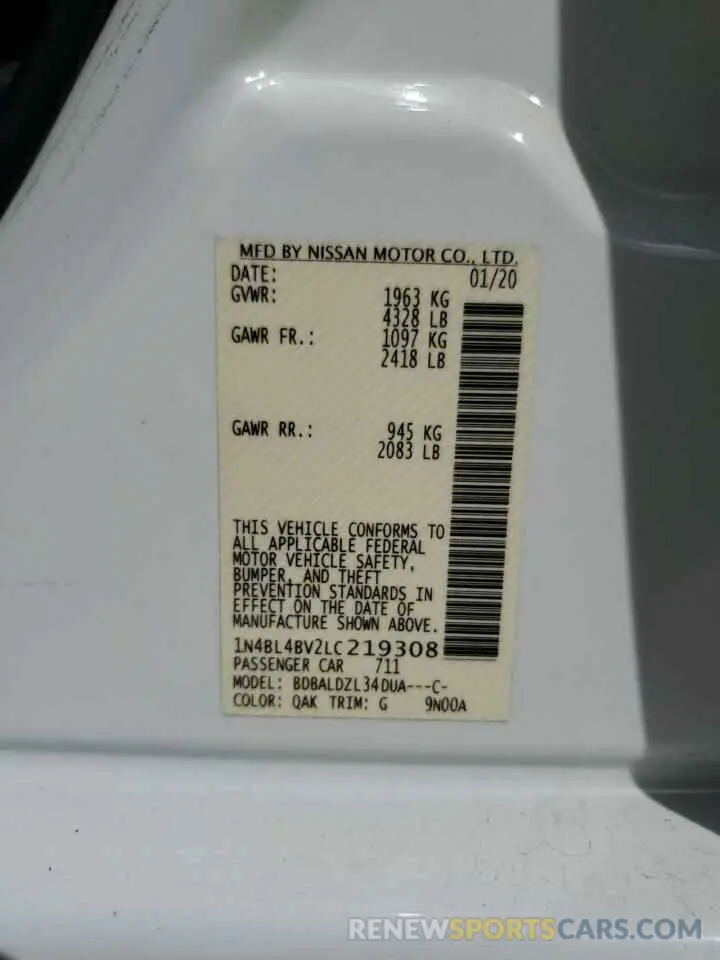 MFD BY NISSAN MOTOR CO., LTD.
DATE: 01/20
GVWR: 1963 KG
4328 LB
GAWR FR.: 1097 KG
2418 LB
GAWR RR.: 945 KG
2083 LB
THIS VEHICLE CONFORMS TO
ALL APPLICABLE FEDERAL
MOTOR VEHICLE SAFETY,
BUMPER, AND THEFT
PREVENTION STANDARDS IN
EFFECT ON THE DATE OF
MANUFACTURE SHOWN ABOVE.
1N4BL4BV2LC219308
PASSENGER CAR 711
MODEL: BDBALDZL34DUA---C-
COLOR: QAK TRIM: G 9N00A
RENEWSPORTSCARS.COM